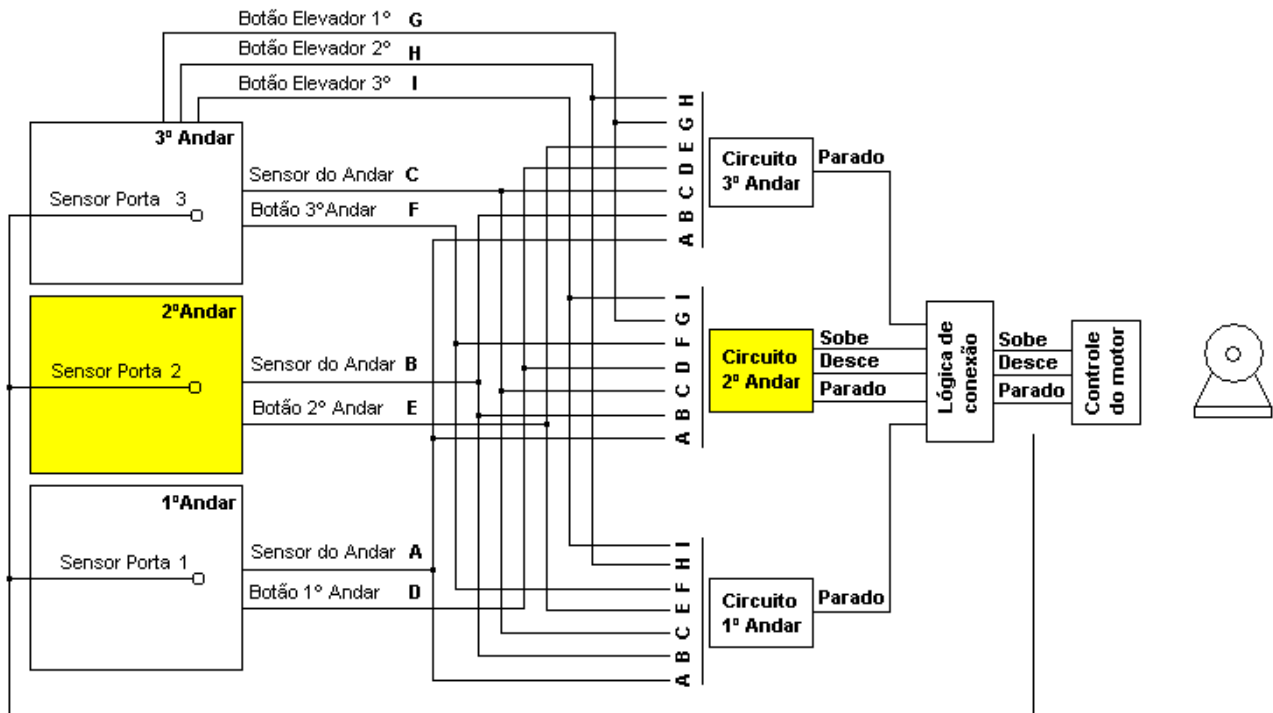 Botão Elevador 1º G
Botão Elevador 2º H
Botão Elevador 3º I
3º Andar
Sensor Porta 3
Sensor do Andar C
Botão 3ºAndar F
2ºAndar
Sensor Porta 2
Sensor do Andar B
Botão 2º Andar E
1ºAndar
Sensor Porta 1
Sensor do Andar A
Botão 1º Andar D
H
G
E
D
C
B
A
Circuito
3º Andar
Parado
I
G
F
D
C
B
A
Circuito
2º Andar
Sobe
Desce
Parado
I
H
F
E
C
B
A
Circuito
1º Andar
Parado
Lógica de
conexão
Sobe
Desce
Parado
Controle
do motor